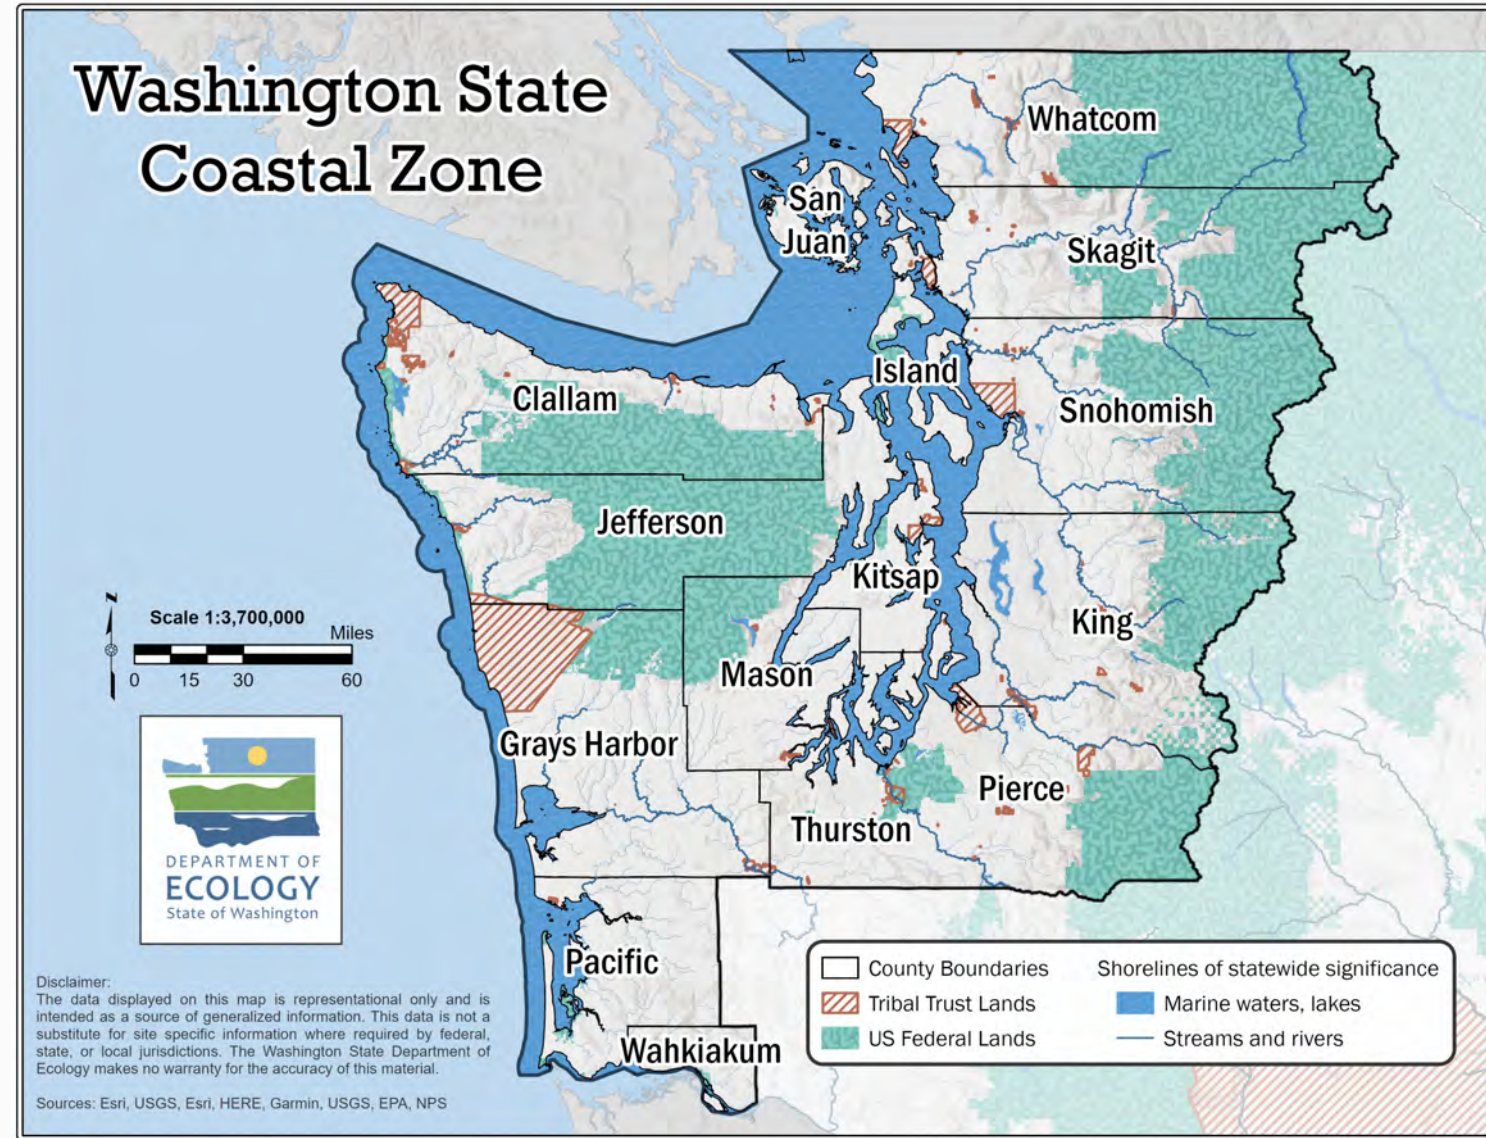 Washington State
Coastal Zone
Whatcom
San
Juan
Skagit
Island
Clallam
Snohomish
Jefferson
Kitsap
King
Mason
Grays Harbor
Pierce
Thurston
Pacific
Wahkiakum
N
Scale 1:3,700,000
Miles
0 15 30 60
DEPARTMENT OF
ECOLOGY
State of Washington
Disclaimer:
The data displayed on this map is representational only and is
intended as a source of generalized information. This data is not a
substitute for site specific information where required by federal,
state, or local jurisdictions. The Washington State Department of
Ecology makes no warranty for the accuracy of this material.
Sources: Esri, USGS, Esri, HERE, Garmin, USGS, EPA, NPS
County Boundaries
Tribal Trust Lands
US Federal Lands
Shorelines of statewide significance
Marine waters, lakes
Streams and rivers